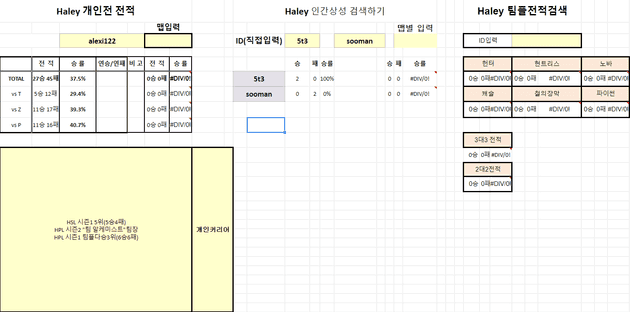 Haley 개인전 전적
맵입력
alexi122
전 적 승 률 연승/연패 비 고 전 적 승 률
TOTAL 27승 45패 37.5% 0승 0패 #DIV/0!
vs T 5승 12패 29.4% 0승 0패 #DIV/0!
vs Z 11승 17패 39.3% 0승 0패 #DIV/0!
vs P 11승 16패 40.7% 0승 0패 #DIV/0!
HSL 시즌1 5위(5승4패)
HPL 시즌2 "팀 알케미스트"팀장
HPL 시즌1 팀플다승3위(6승6패)
개인커리어
Haley 인간상성 검색하기
맵별 입력
ID(직접입력) 5t3 sooman
승 패 승률 승 패 승률
5t3 2 0 100% 0 0 #DIV/0!
sooman 0 2 0% 0 0 #DIV/0!
Haley 팀플전적검색
ID입력
헌터 헌트리스 노바
0승 0패 #DIV/0! 0승 0패 #DIV/0! 0승 0패 #DIV/0!
캐슬 철의장막 파이썬
0승 0패 #DIV/0! 0승 0패 #DIV/0! 0승 0패 #DIV/0!
3대3 전적
0승 0패 #DIV/0!
2대2전적
0승 0패 #DIV/0!